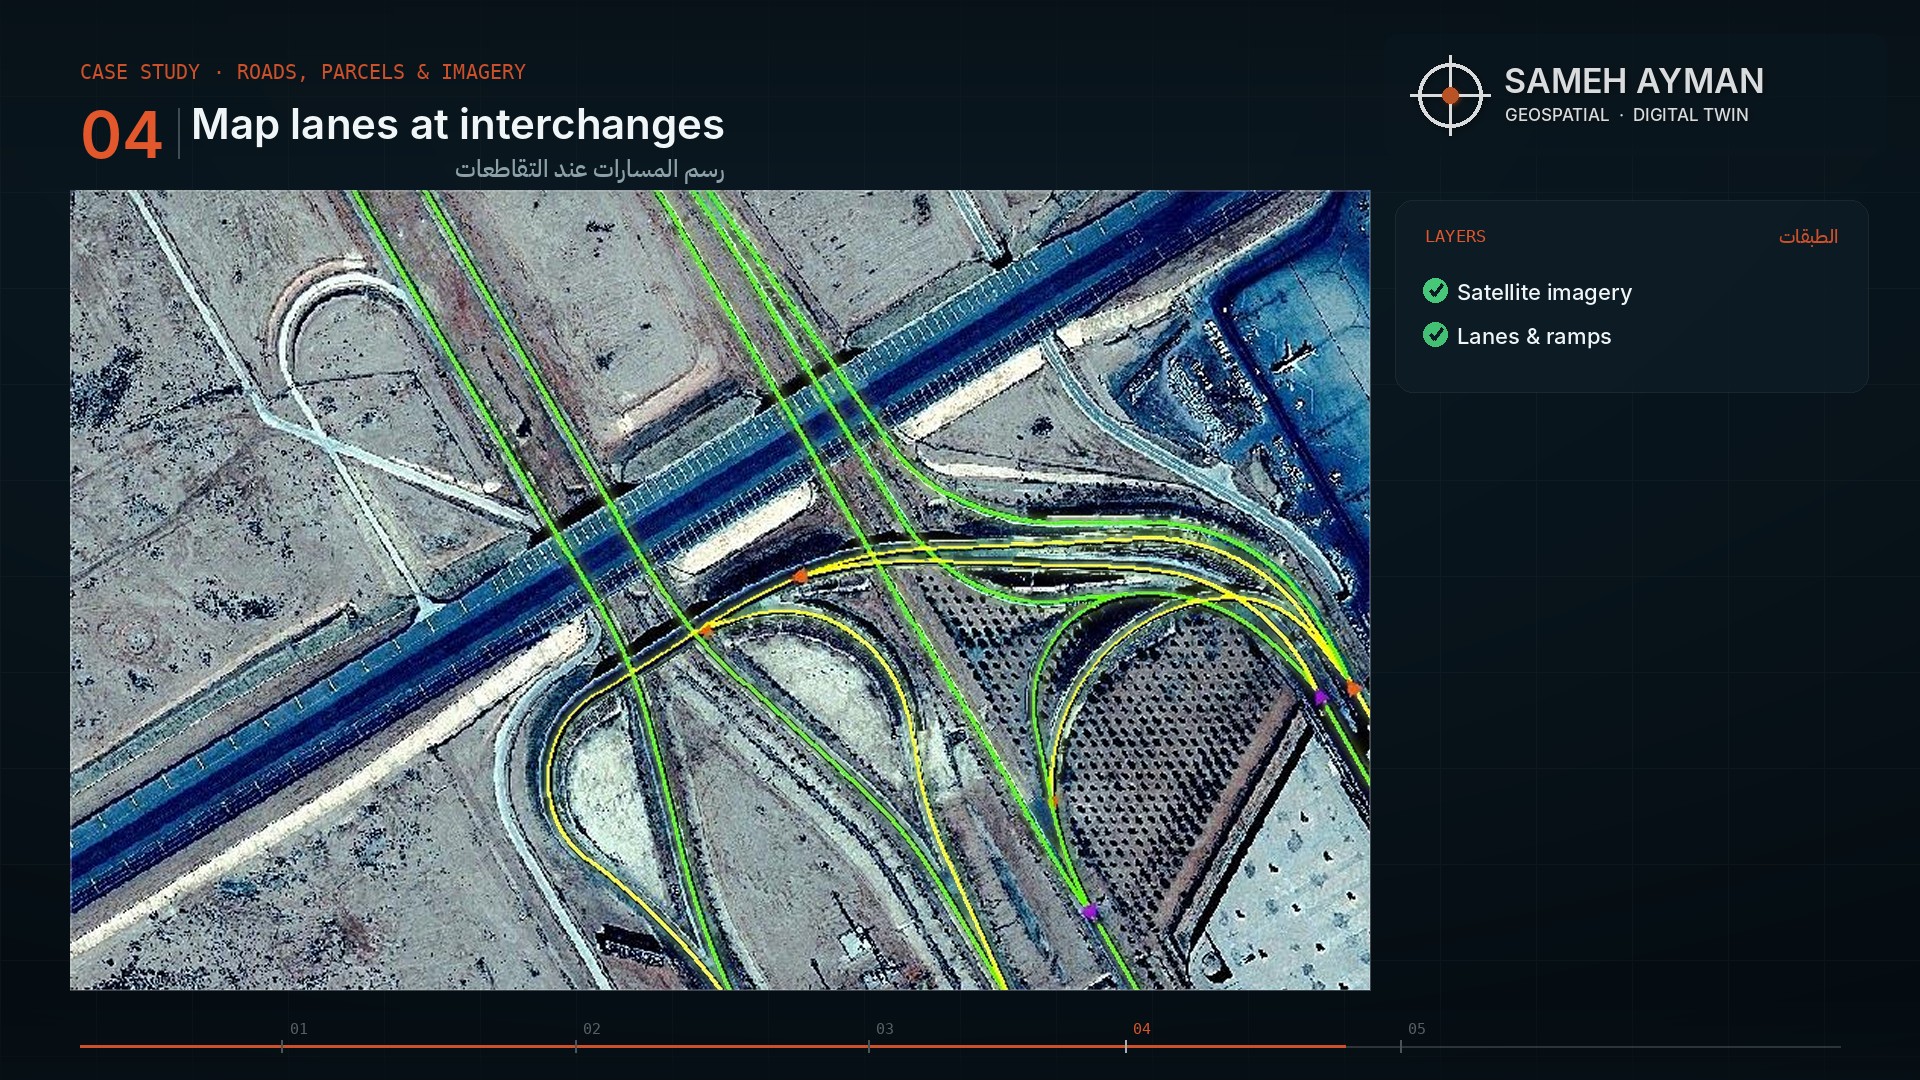 CASE STUDY · ROADS, PARCELS & IMAGERY
04 Map lanes at interchanges
رسم المسارات عند التقاطعات
SAMEH AYMAN
GEOSPATIAL · DIGITAL TWIN
LAYERS الطبقات
Satellite imagery
Lanes & ramps
01 02 03 04 05